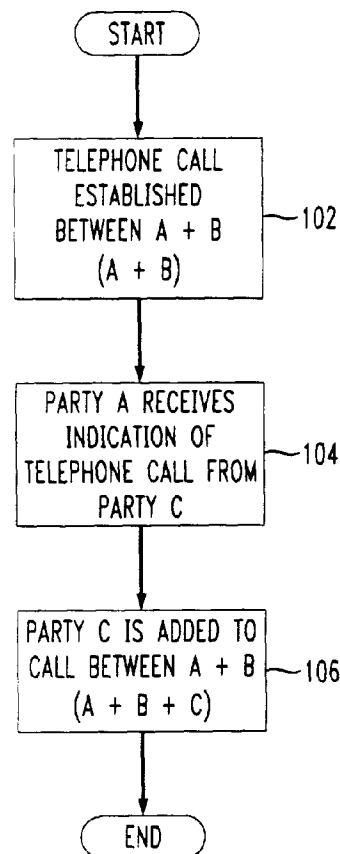 START
TELEPHONE CALL
ESTABLISHED
BETWEEN A + B
(A + B)
102
PARTY A RECEIVES
INDICATION OF
TELEPHONE CALL FROM
PARTY C
104
PARTY C IS ADDED TO
CALL BETWEEN A + B
(A + B + C)
106
END